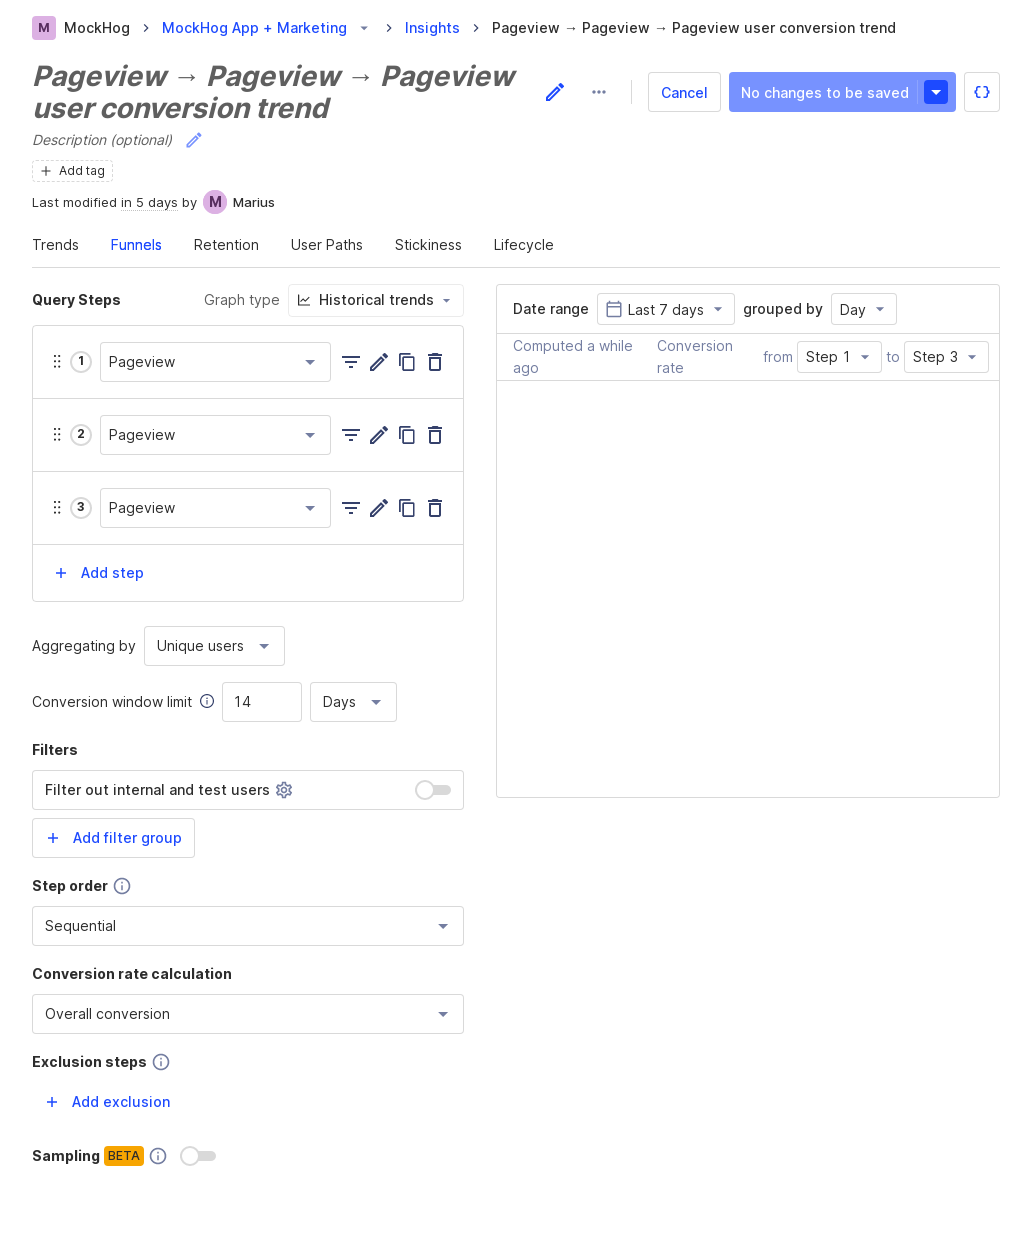 M MockHog MockHog App + Marketing Insights Pageview → Pageview → Pageview user conversion trend
Pageview → Pageview → Pageview
user conversion trend
Cancel
No changes to be saved
Description (optional)
Add tag
Last modified in 5 days by M Marius
Trends Funnels Retention User Paths Stickiness Lifecycle
Query Steps
Graph type Historical trends
1 Pageview
2 Pageview
3 Pageview
Add step
Aggregating by Unique users
Conversion window limit 14 Days
Filters
Filter out internal and test users
Add filter group
Step order
Sequential
Conversion rate calculation
Overall conversion
Exclusion steps
Add exclusion
Sampling BETA
Date range Last 7 days grouped by Day
Computed a while
ago
Conversion
rate
from Step 1 to Step 3